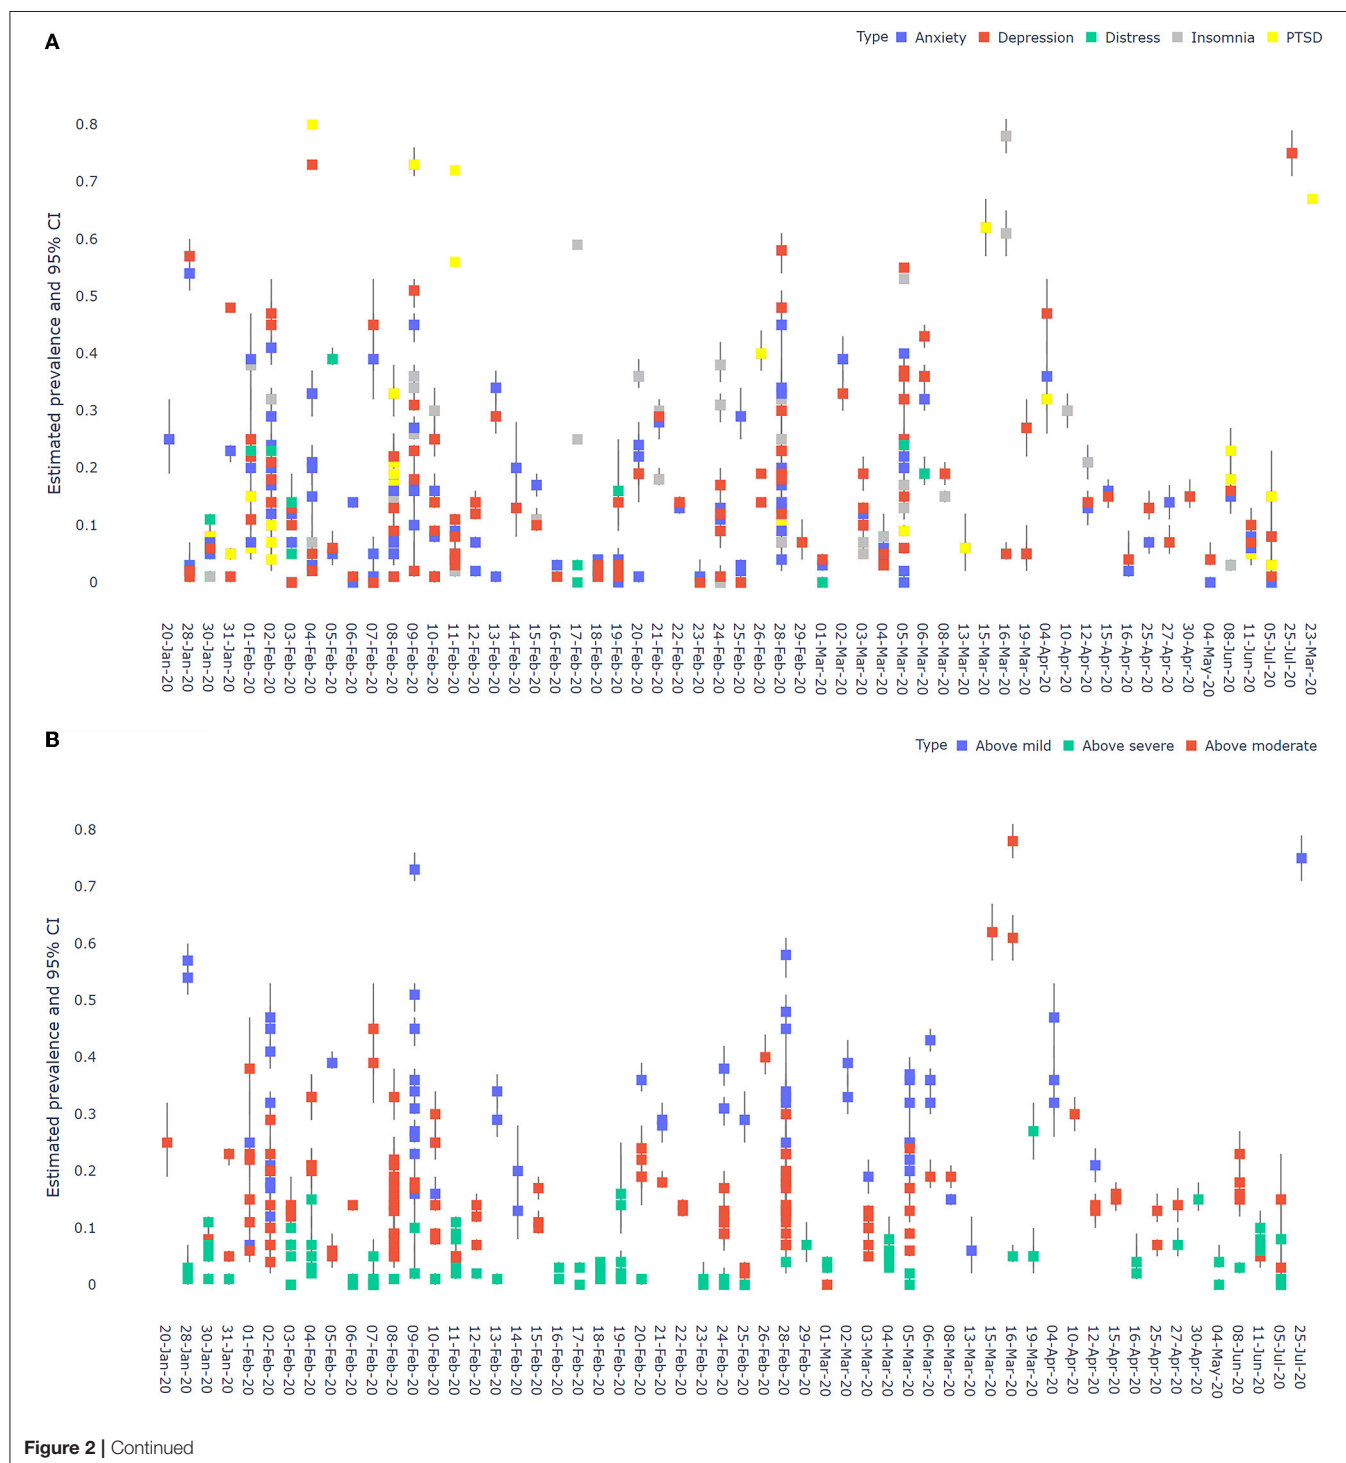 A
Type Anxiety Depression Distress Insomnia PTSD
Estimated prevalence and 95% CI
0.8
0.7
0.6
0.5
0.4
0.3
0.2
0.1
0
20-Jan-20
28-Jan-20
30-Jan-20
31-Jan-20
01-Feb-20
02-Feb-20
03-Feb-20
04-Feb-20
05-Feb-20
06-Feb-20
07-Feb-20
08-Feb-20
09-Feb-20
10-Feb-20
11-Feb-20
12-Feb-20
13-Feb-20
14-Feb-20
15-Feb-20
16-Feb-20
17-Feb-20
18-Feb-20
19-Feb-20
20-Feb-20
21-Feb-20
22-Feb-20
23-Feb-20
24-Feb-20
25-Feb-20
26-Feb-20
28-Feb-20
29-Feb-20
01-Mar-20
02-Mar-20
03-Mar-20
04-Mar-20
05-Mar-20
06-Mar-20
08-Mar-20
13-Mar-20
15-Mar-20
16-Mar-20
19-Mar-20
04-Apr-20
10-Apr-20
12-Apr-20
15-Apr-20
16-Apr-20
25-Apr-20
27-Apr-20
30-Apr-20
04-May-20
08-Jun-20
11-Jun-20
05-Jul-20
25-Jul-20
23-Mar-20
B
Type Above mild Above severe Above moderate
Estimated prevalence and 95% CI
0.8
0.7
0.6
0.5
0.4
0.3
0.2
0.1
0
20-Jan-20
28-Jan-20
30-Jan-20
31-Jan-20
01-Feb-20
02-Feb-20
03-Feb-20
04-Feb-20
05-Feb-20
06-Feb-20
07-Feb-20
08-Feb-20
09-Feb-20
10-Feb-20
11-Feb-20
12-Feb-20
13-Feb-20
14-Feb-20
15-Feb-20
16-Feb-20
17-Feb-20
18-Feb-20
19-Feb-20
20-Feb-20
21-Feb-20
22-Feb-20
23-Feb-20
24-Feb-20
25-Feb-20
26-Feb-20
28-Feb-20
29-Feb-20
01-Mar-20
02-Mar-20
03-Mar-20
04-Mar-20
05-Mar-20
06-Mar-20
08-Mar-20
13-Mar-20
15-Mar-20
16-Mar-20
19-Mar-20
04-Apr-20
10-Apr-20
12-Apr-20
15-Apr-20
16-Apr-20
25-Apr-20
27-Apr-20
30-Apr-20
04-May-20
08-Jun-20
11-Jun-20
05-Jul-20
25-Jul-20
Figure 2 | Continued